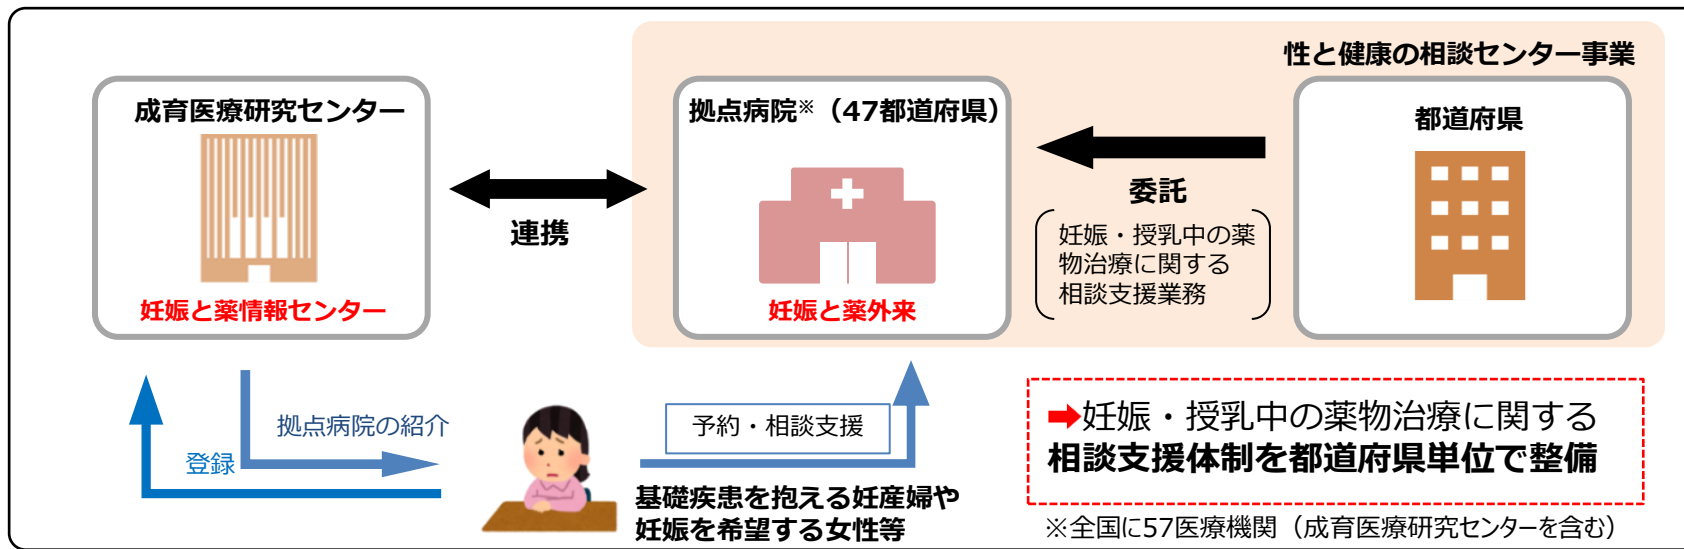 性と健康の相談センター事業
成育医療研究センター
妊娠と薬情報センター
連携
拠点病院※（47都道府県）
妊娠と薬外来
委託
妊娠・授乳中の薬
物治療に関する
相談支援業務
都道府県
拠点病院の紹介
登録
予約・相談支援
基礎疾患を抱える妊産婦や
妊娠を希望する女性等
➡妊娠・授乳中の薬物治療に関する
相談支援体制を都道府県単位で整備
※全国に57医療機関（成育医療研究センターを含む）